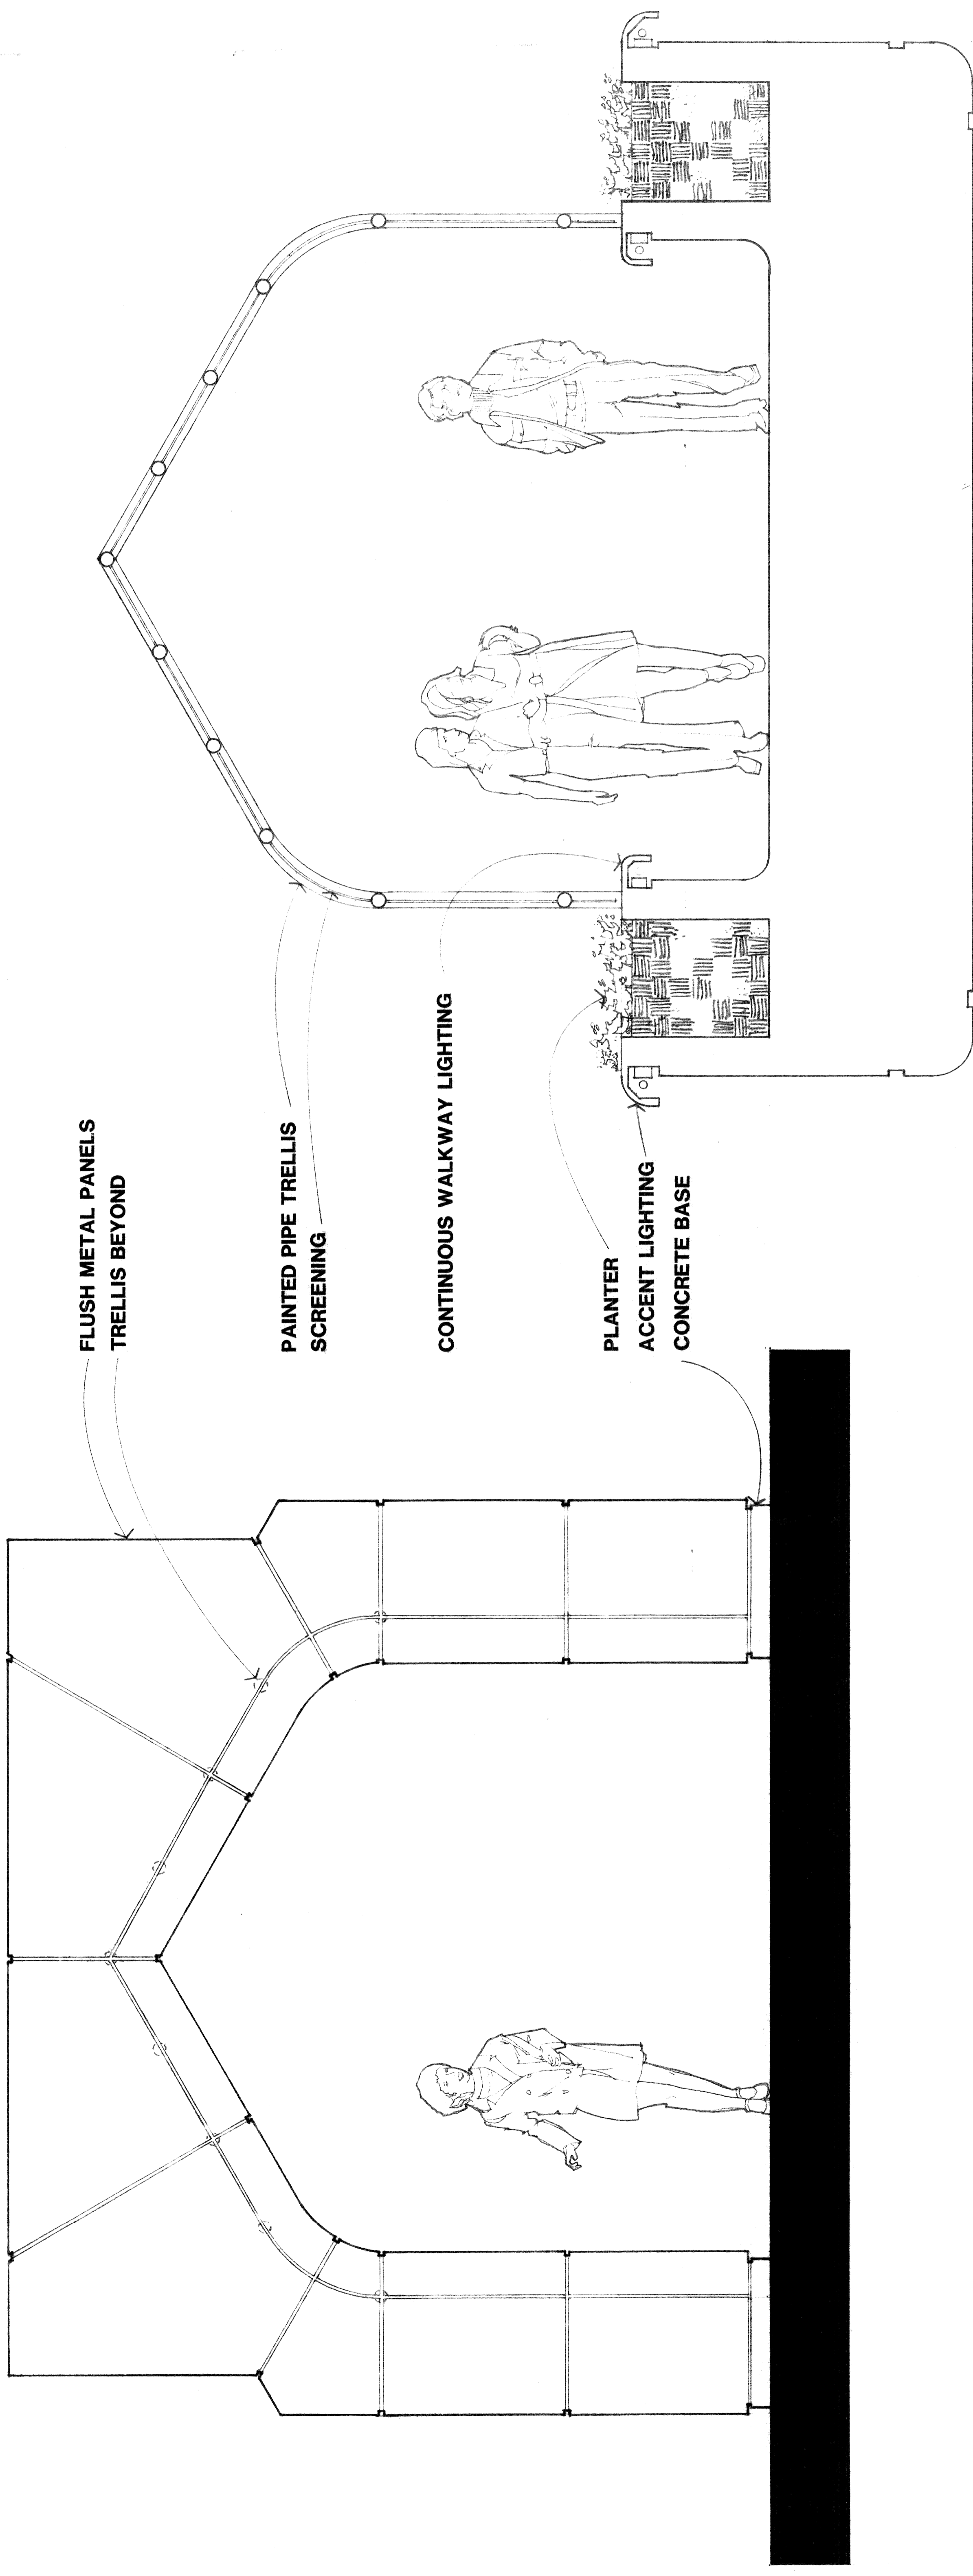 FLUSH METAL PANELS
TRELLIS BEYOND
PAINTED PIPE TRELLIS
SCREENING
CONTINUOUS WALKWAY LIGHTING
PLANTER
ACCENT LIGHTING
CONCRETE BASE